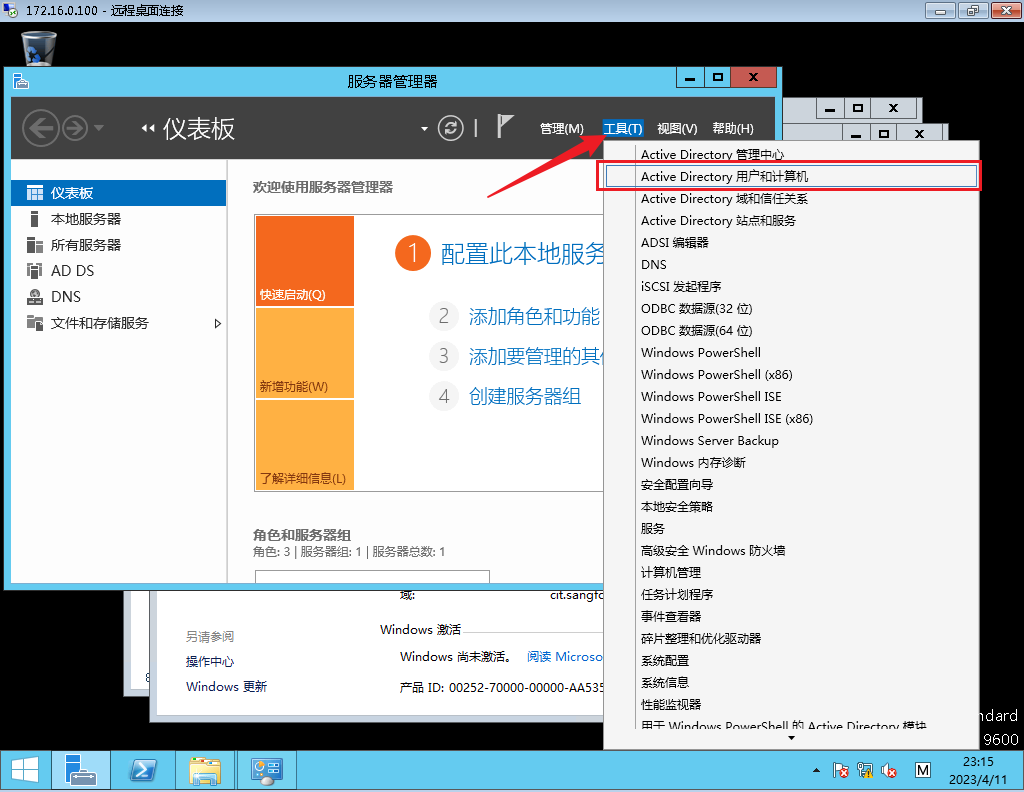 172.16.0.100 - 远程桌面连接
服务器管理器
仪表板
管理(M)
工具(T)
视图(V)
帮助(H)
仪表板
本地服务器
所有服务器
AD DS
DNS
文件和存储服务
欢迎使用服务器管理器
快速启动(Q)
新增功能(W)
了解详细信息(L)
1 配置此本地服务
2 添加角色和功能
3 添加要管理的其
4 创建服务器组
角色和服务器组
角色: 3 | 服务器组: 1 | 服务器总数: 1
Active Directory 管理中心
Active Directory 用户和计算机
Active Directory 域和信任关系
Active Directory 站点和服务
ADSI 编辑器
DNS
iSCSI 发起程序
ODBC 数据源(32 位)
ODBC 数据源(64 位)
Windows PowerShell
Windows PowerShell (x86)
Windows PowerShell ISE
Windows PowerShell ISE (x86)
Windows Server Backup
Windows 内存诊断
安全配置向导
本地安全策略
服务
高级安全 Windows 防火墙
计算机管理
任务计划程序
事件查看器
碎片整理和优化驱动器
系统配置
系统信息
性能监视器
用于 Windows PowerShell 的 Active Directory 模块
域:
cit.sangfo
Windows 激活
Windows 尚未激活。 阅读 Microso
产品 ID: 00252-70000-00000-AA535
另请参阅
操作中心
Windows 更新
ndard
9600
M
23:15
2023/4/11